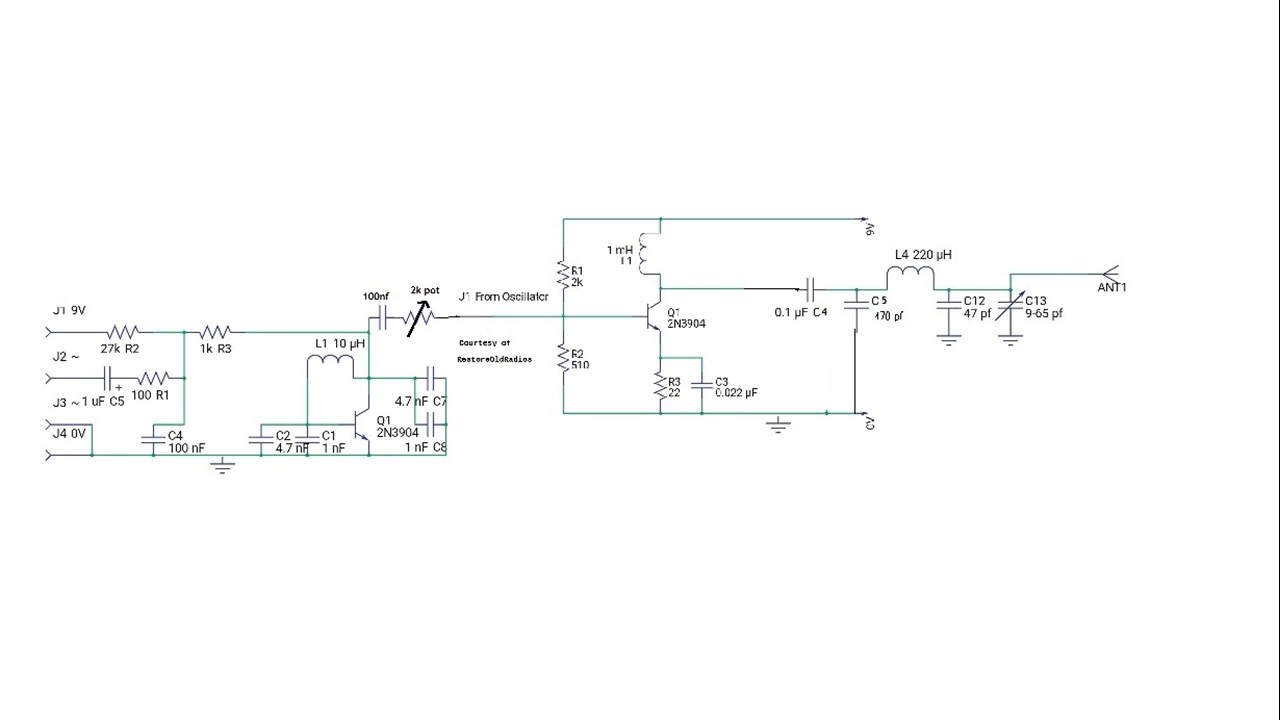 J1 9V
27k R2
1k R3
J2 ~
1 uF C5
+
100 R1
J3 ~
J4 0V
C4
100 nF
C2
4.7 nF
C1
1 nF
L1 10 µH
Q1
2N3904
4.7 nF C7
1 nF C8
100nf
2k pot
J1 From Oscillator
Courtesy of
RestoreOldRadios
R1
2k
R2
510
1 mH
L1
Q1
2N3904
R3
22
C3
0.022 µF
9V
0V
0.1 µF C4
C5
470 pf
L4 220 µH
C12
47 pf
C13
9-65 pf
ANT1